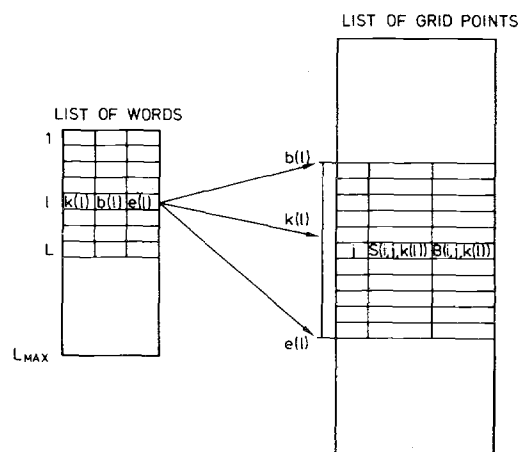 LIST OF GRID POINTS
LIST OF WORDS
1
b(l)
l k(l) b(l) e(l)
k(l)
L
j S(i,j,k(l)) B(i,j,k(l))
e(l)
LMAX